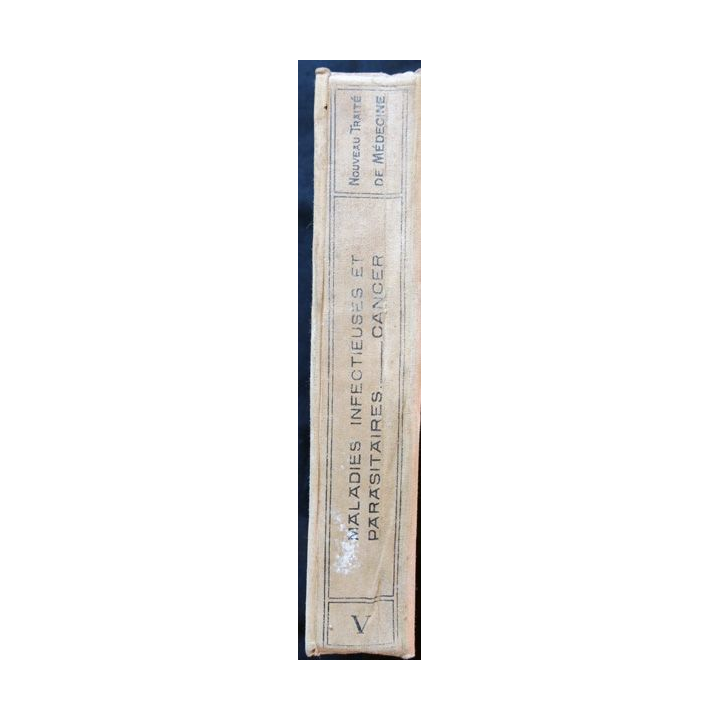 NOUVEAU TRAITÉ
DE MÉDECINE
MALADIES INFECTIEUSES ET
PARASITAIRES.—CANCER
V